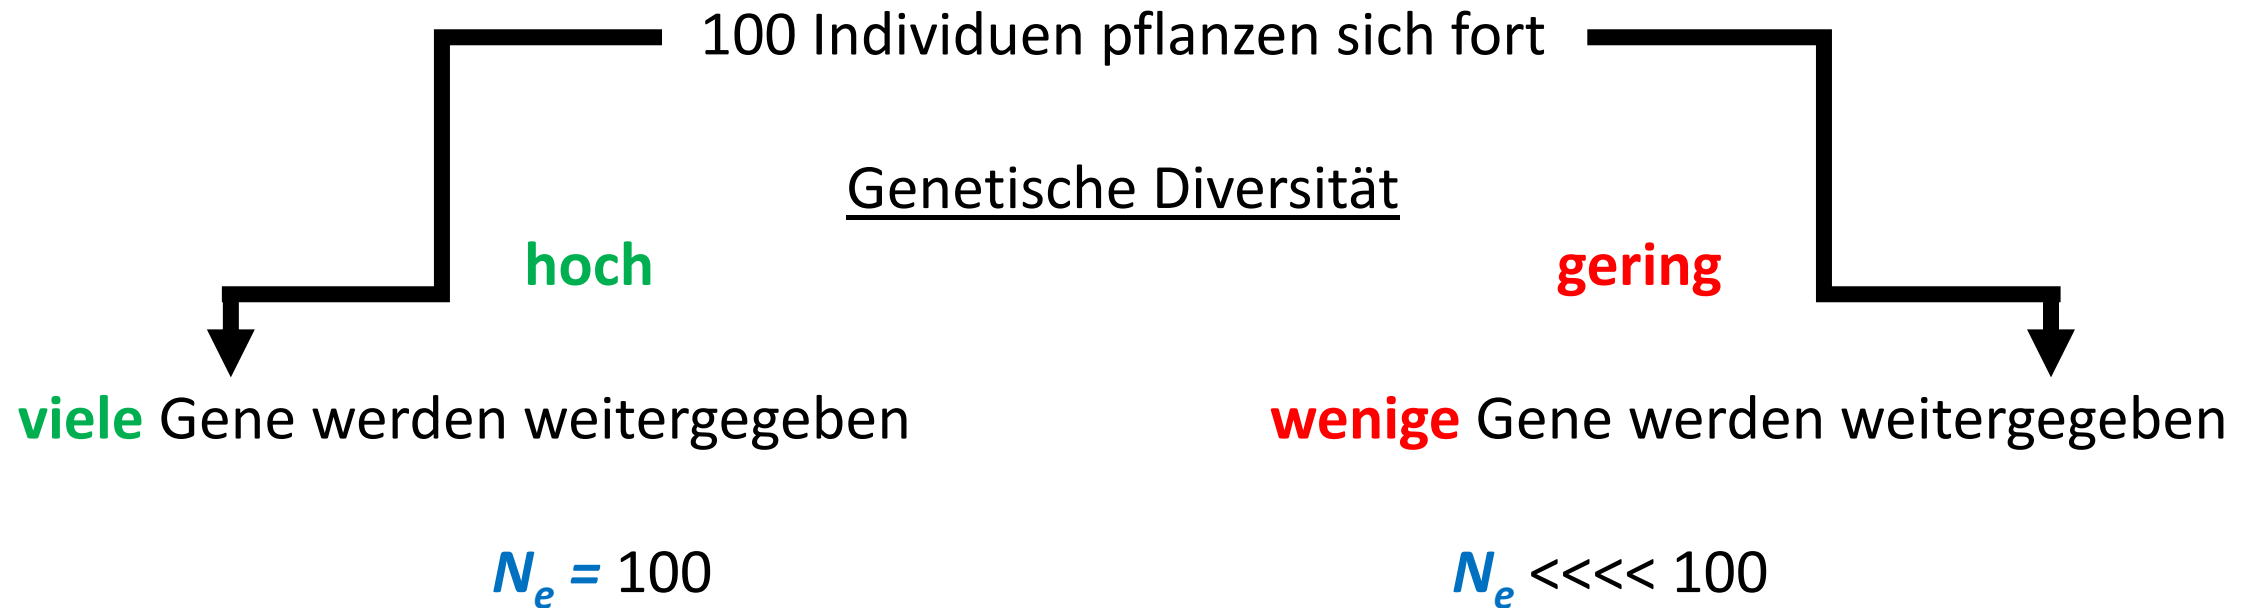 100 Individuen pflanzen sich fort
Genetische Diversität
hoch
gering
viele Gene werden weitergegeben
wenige Gene werden weitergegeben
Ne = 100
Ne <<<< 100